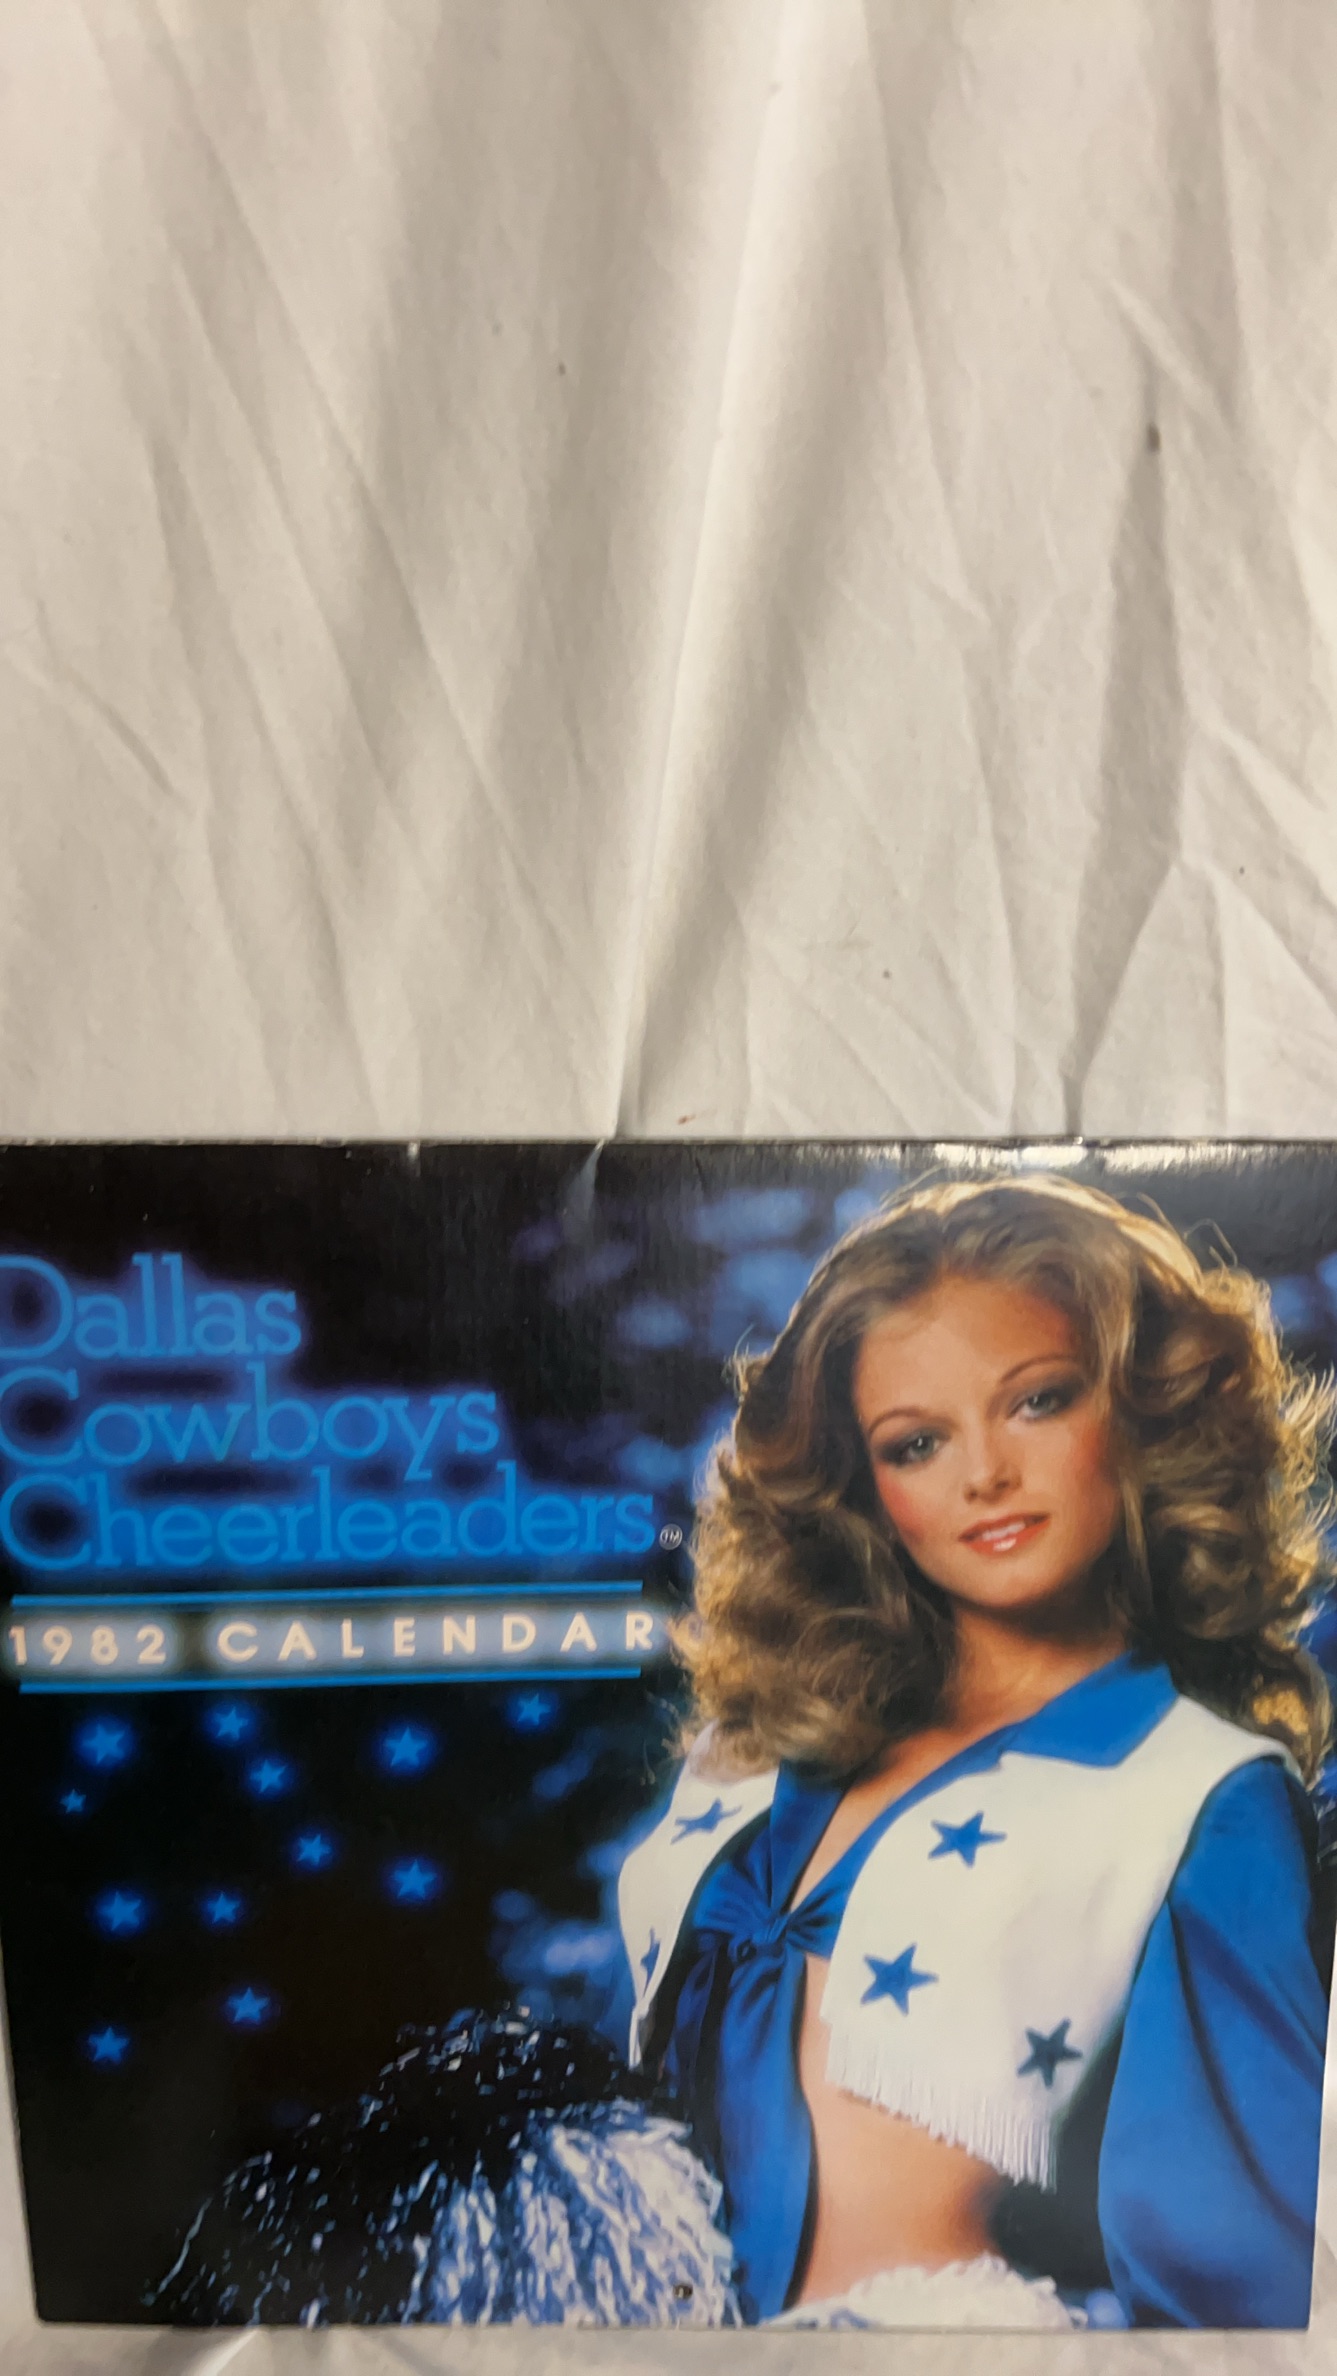 Dallas
Cowboys
Cheerleaders™
1982 CALENDAR